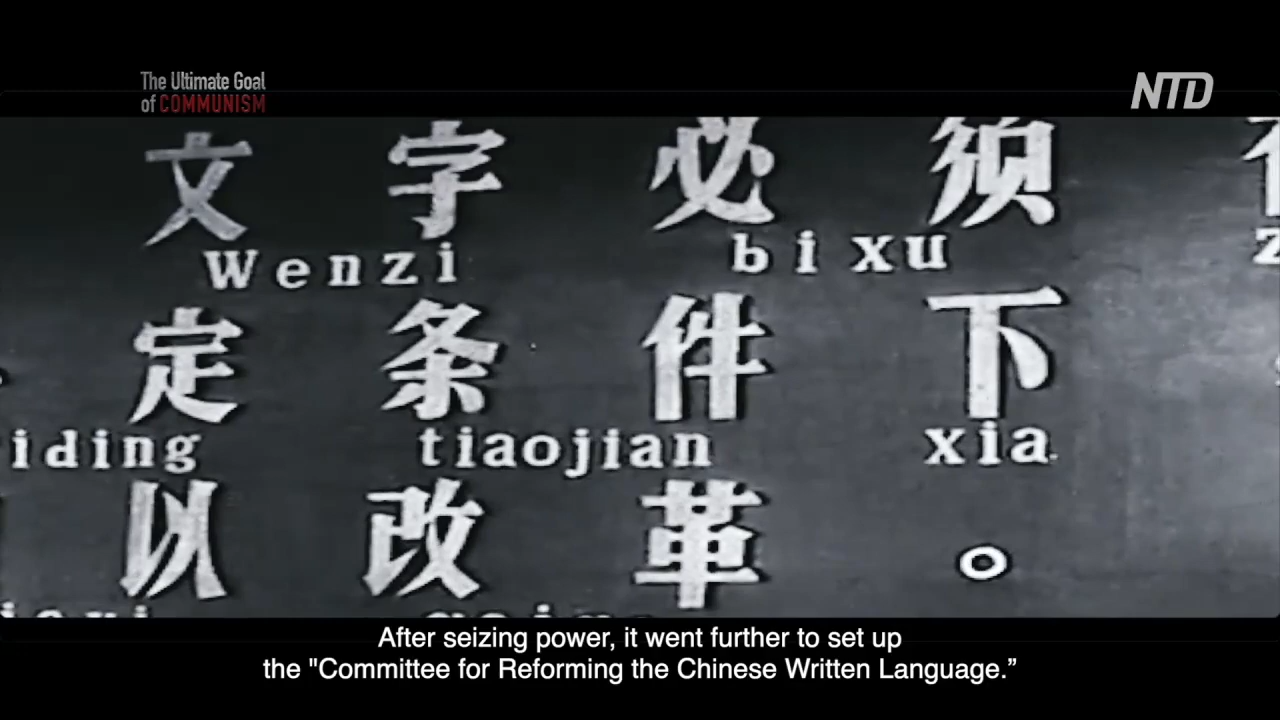 The Ultimate Goal
of COMMUNISM
NTD
文 字 必 须
Wenzi bixu
定 条 件 下
iding tiaojian xia
以 改 革 。
After seizing power, it went further to set up
the "Committee for Reforming the Chinese Written Language.”